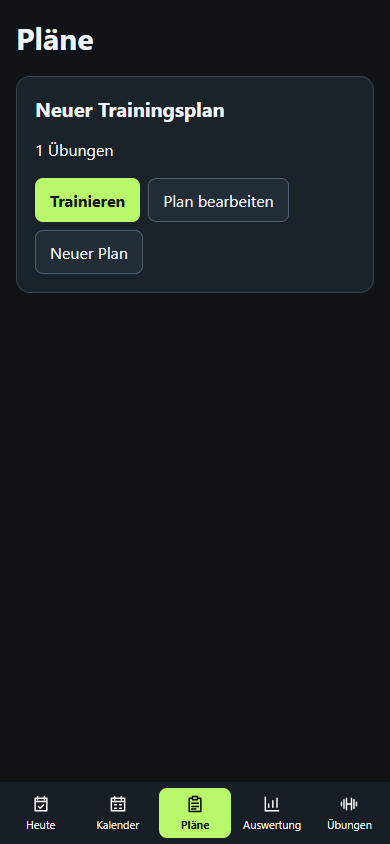 Pläne
Neuer Trainingsplan
1 Übungen
Trainieren
Plan bearbeiten
Neuer Plan
Heute
Kalender
Pläne
Auswertung
Übungen